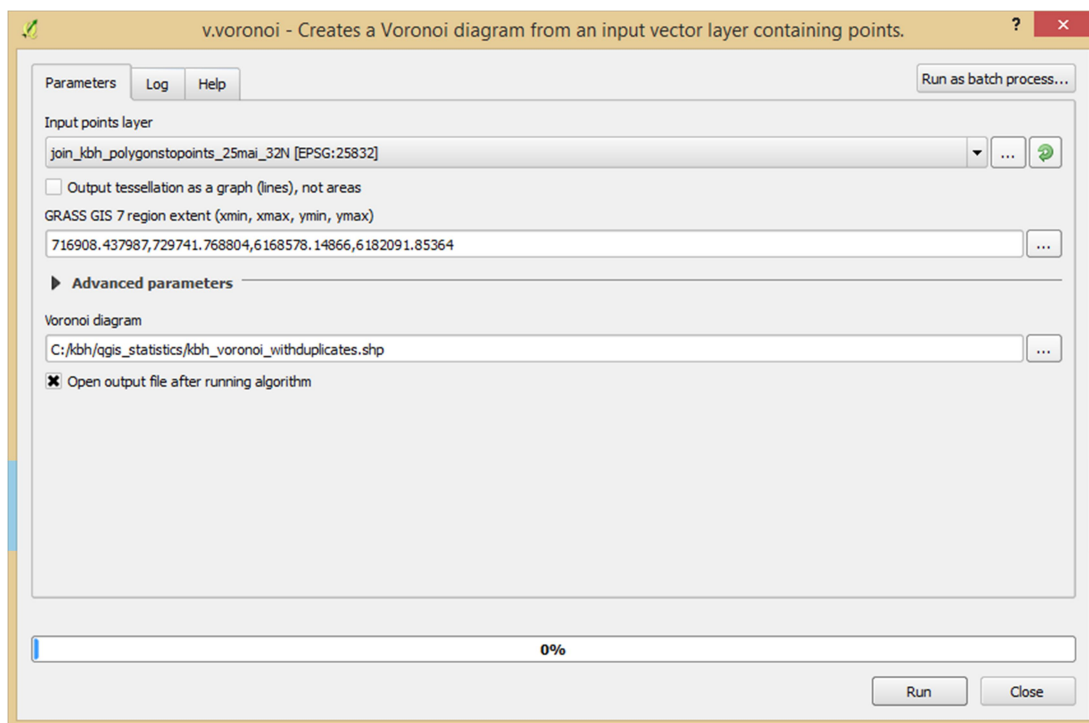 v.voronoi - Creates a Voronoi diagram from an input vector layer containing points.
?
Parameters Log Help Run as batch process...
Input points layer
join_kbh_polygonstopoints_25mai_32N [EPSG:25832] ...
Output tessellation as a graph (lines), not areas
GRASS GIS 7 region extent (xmin, xmax, ymin, ymax)
716908.437987,729741.768804,6168578.14866,6182091.85364 ...
Advanced parameters
Voronoi diagram
C:/kbh/qgis_statistics/kbh_voronoi_withduplicates.shp ...
Open output file after running algorithm
0%
Run Close